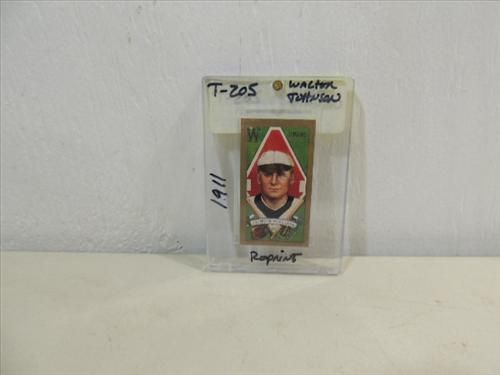 T-205 WALTER
JOHNSON
W
1911
Reprint